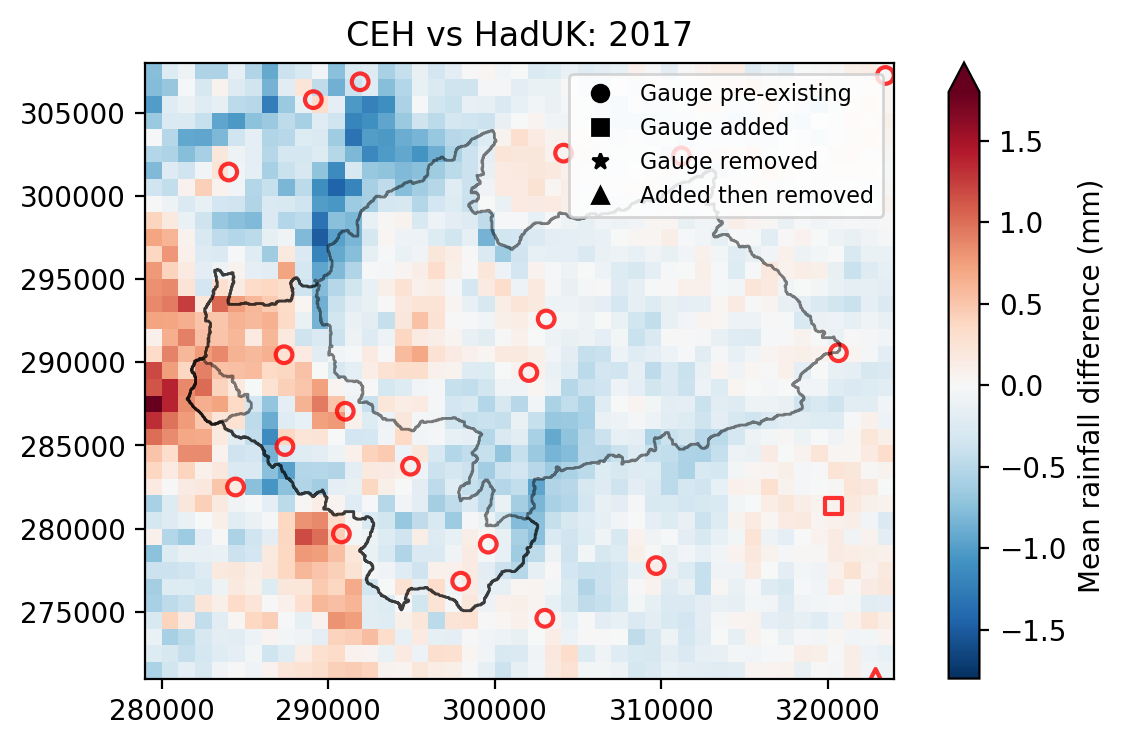 CEH vs HadUK: 2017
Gauge pre-existing
Gauge added
Gauge removed
Added then removed
305000
300000
295000
290000
285000
280000
275000
280000 290000 300000 310000 320000
1.5
1.0
0.5
0.0
−0.5
−1.0
−1.5
Mean rainfall difference (mm)